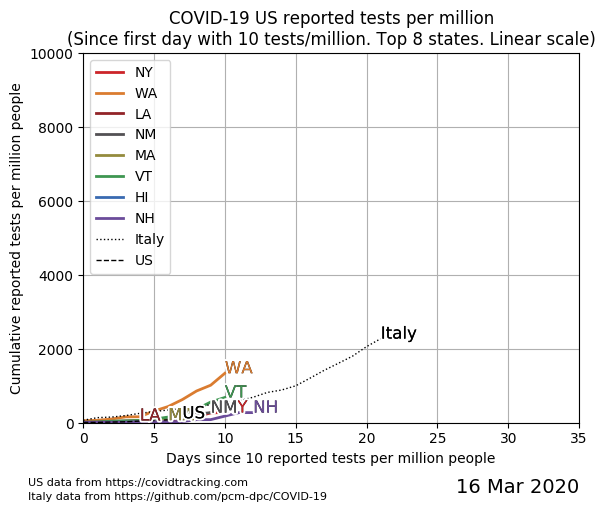 COVID-19 US reported tests per million
(Since first day with 10 tests/million. Top 8 states. Linear scale)
Cumulative reported tests per million people
10000
8000
6000
4000
2000
0
NY
WA
LA
NM
MA
VT
HI
NH
Italy
US
Italy
WA
VT
LA
M
US
NM
Y
NH
0 5 10 15 20 25 30 35
Days since 10 reported tests per million people
US data from https://covidtracking.com
Italy data from https://github.com/pcm-dpc/COVID-19
16 Mar 2020